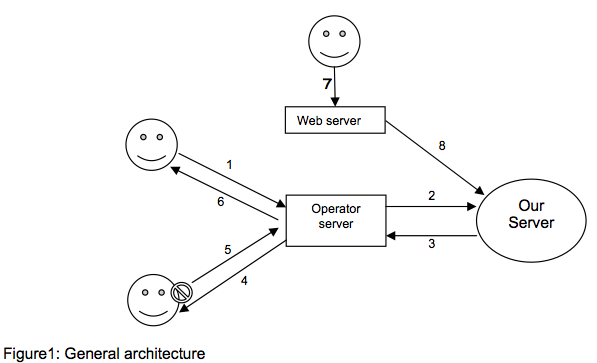 7
Web server
8
1
6
Operator
server
2
3
Our
Server
5
4
Figure1: General architecture